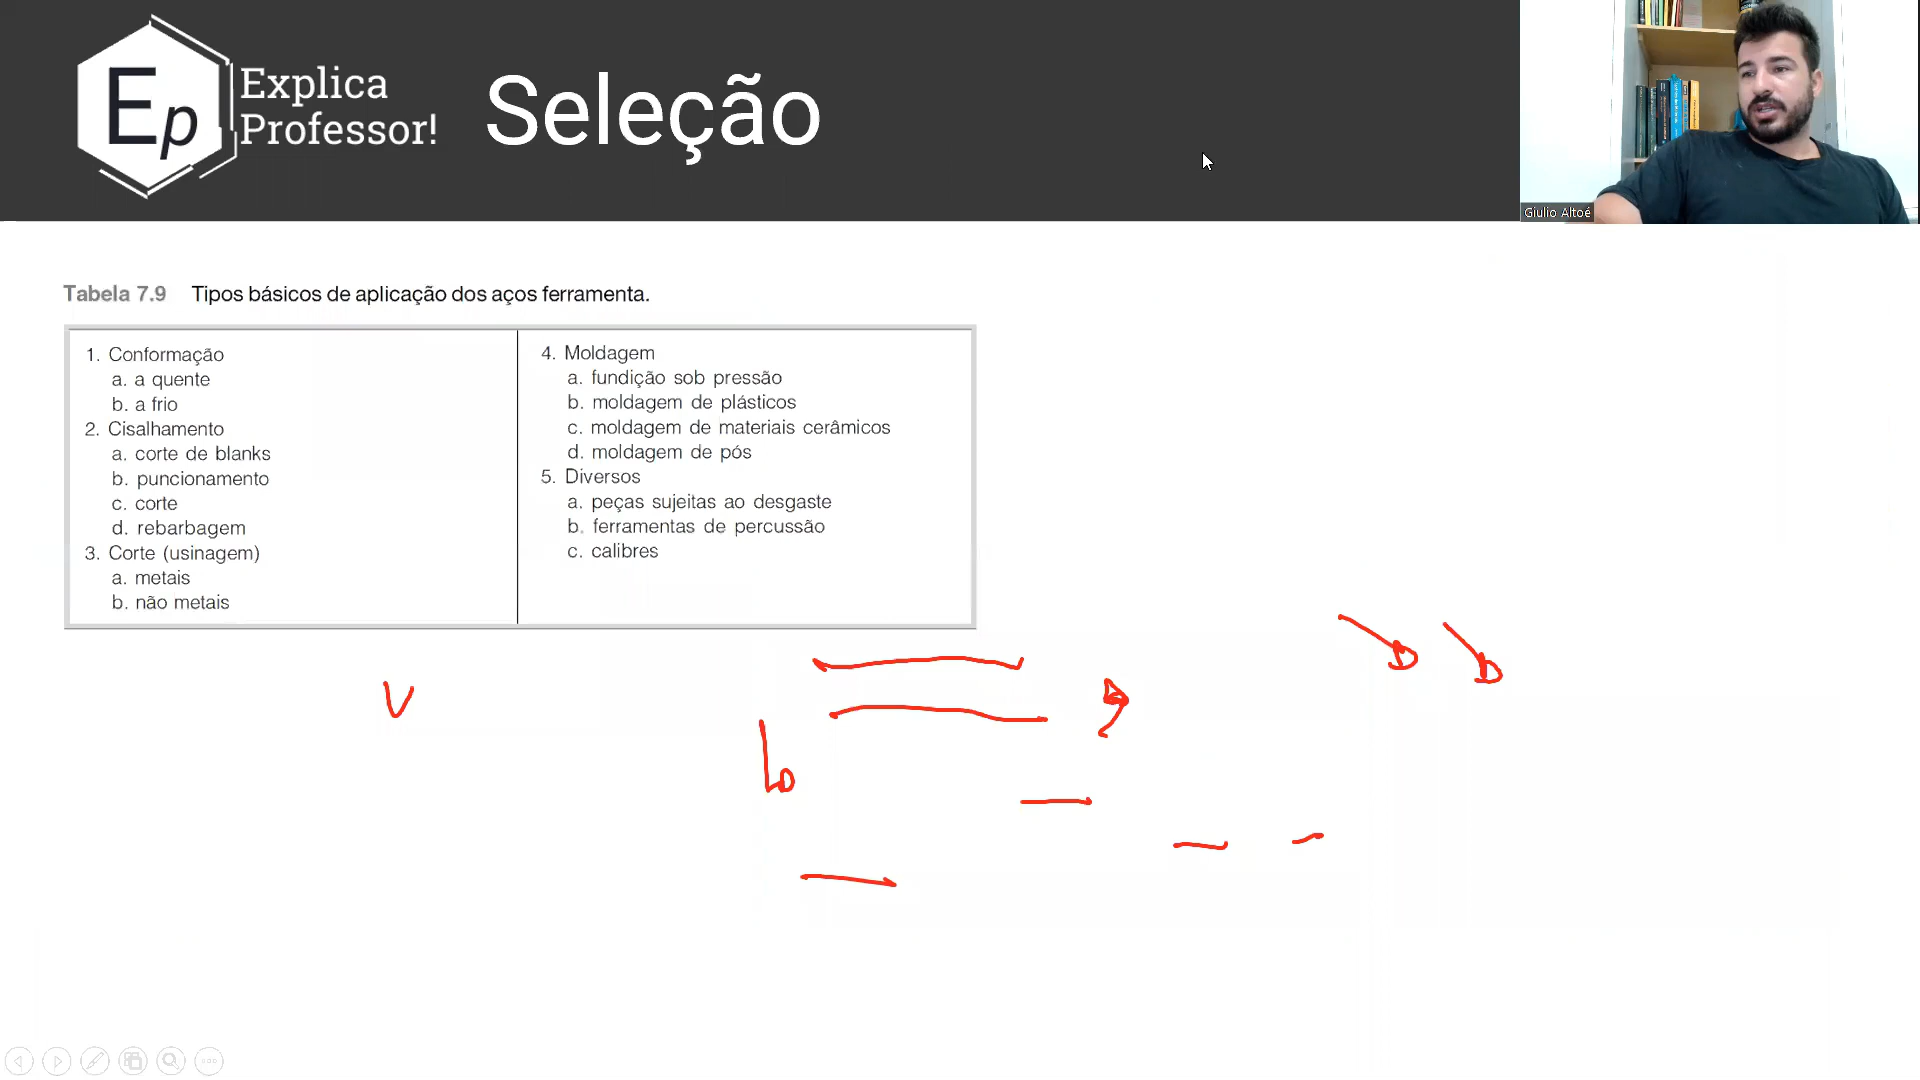 Ep
Explica
Professor!
Seleção
Giulio Altoé
Tabela 7.9 Tipos básicos de aplicação dos aços ferramenta.
1. Conformação
a. a quente
b. a frio
2. Cisalhamento
a. corte de blanks
b. puncionamento
c. corte
d. rebarbagem
3. Corte (usinagem)
a. metais
b. não metais
4. Moldagem
a. fundição sob pressão
b. moldagem de plásticos
c. moldagem de materiais cerâmicos
d. moldagem de pós
5. Diversos
a. peças sujeitas ao desgaste
b. ferramentas de percussão
c. calibres